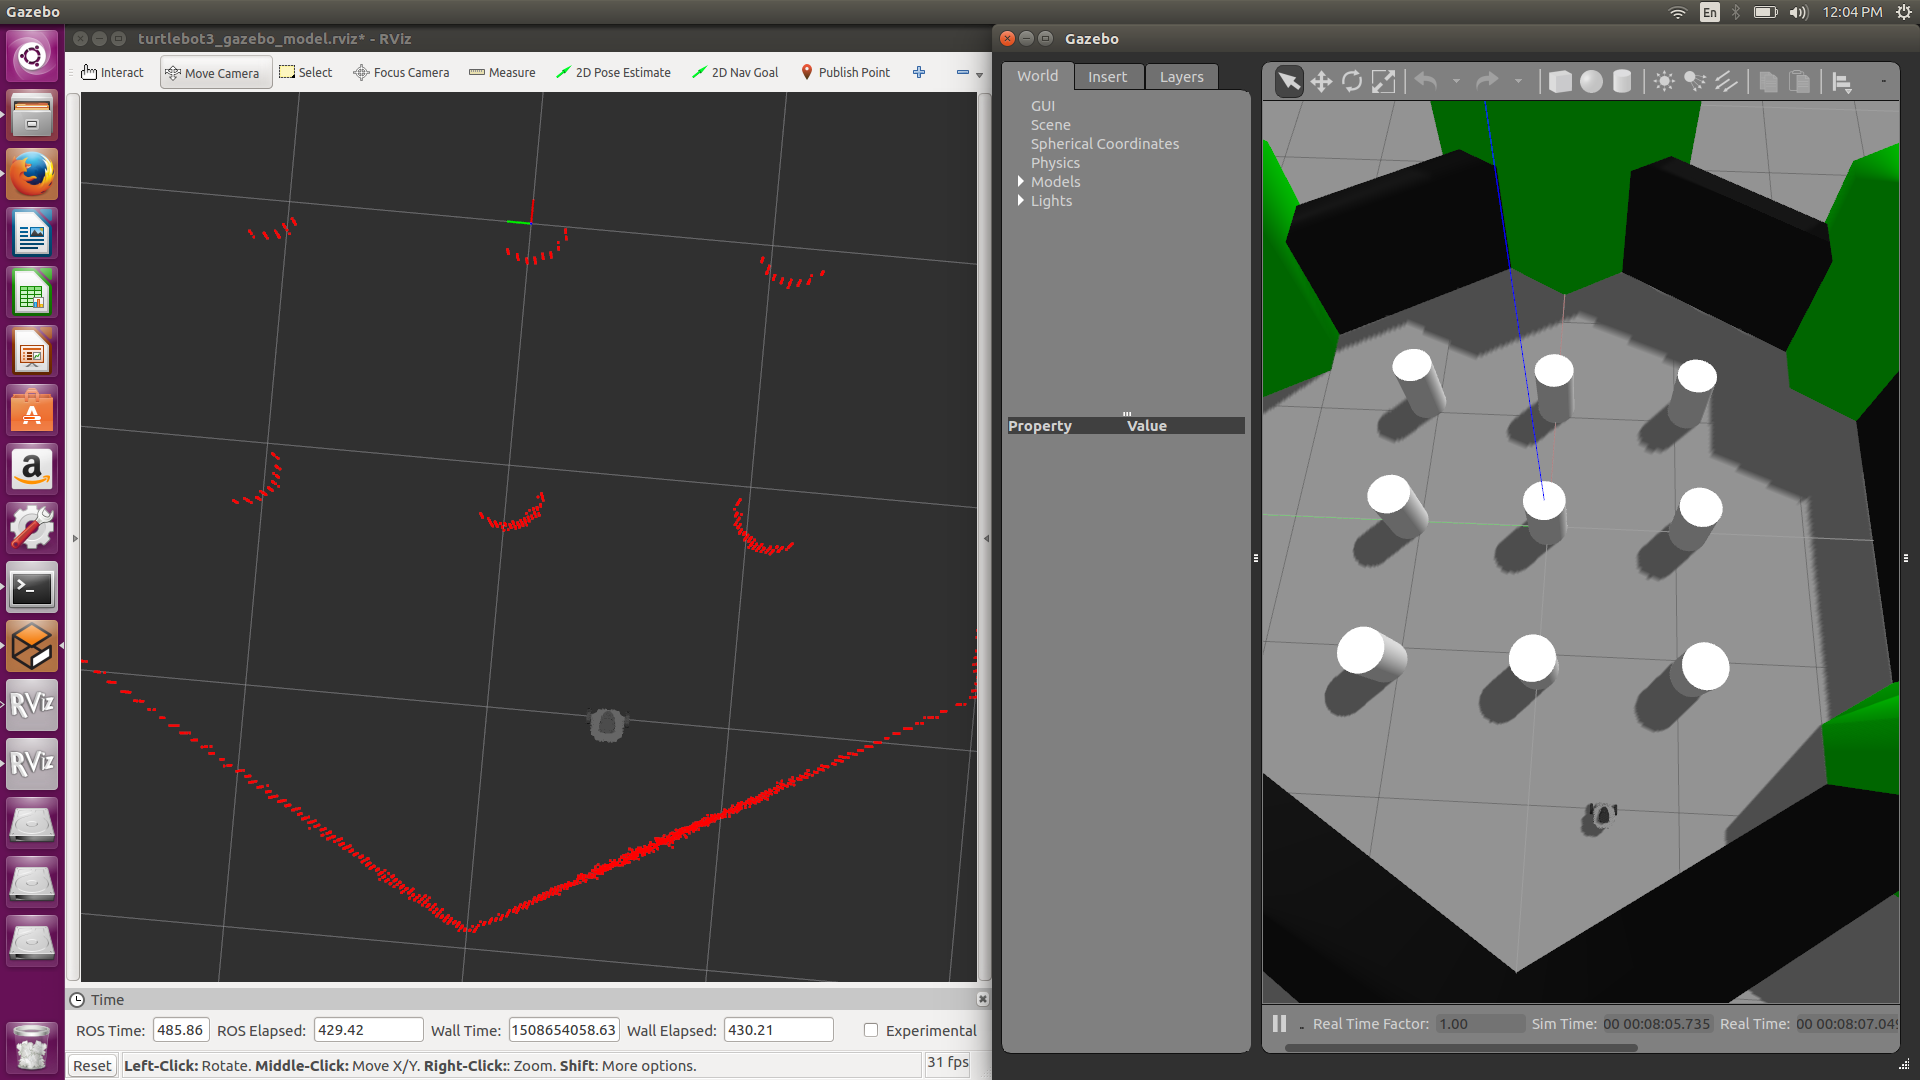 Gazebo
En
12:04 PM
turtlebot3_gazebo_model.rviz* - RViz
Interact
Move Camera
Select
Focus Camera
Measure
2D Pose Estimate
2D Nav Goal
Publish Point
Gazebo
World
Insert
Layers
GUI
Scene
Spherical Coordinates
Physics
Models
Lights
Property
Value
a
>_
RViz
RViz
Time
ROS Time:
485.86
ROS Elapsed:
429.42
Wall Time:
1508654058.63
Wall Elapsed:
430.21
Experimental
Reset
Left-Click: Rotate. Middle-Click: Move X/Y. Right-Click:: Zoom. Shift: More options.
31 fps
Real Time Factor:
1.00
Sim Time:
00 00:08:05.735
Real Time:
00 00:08:07.04